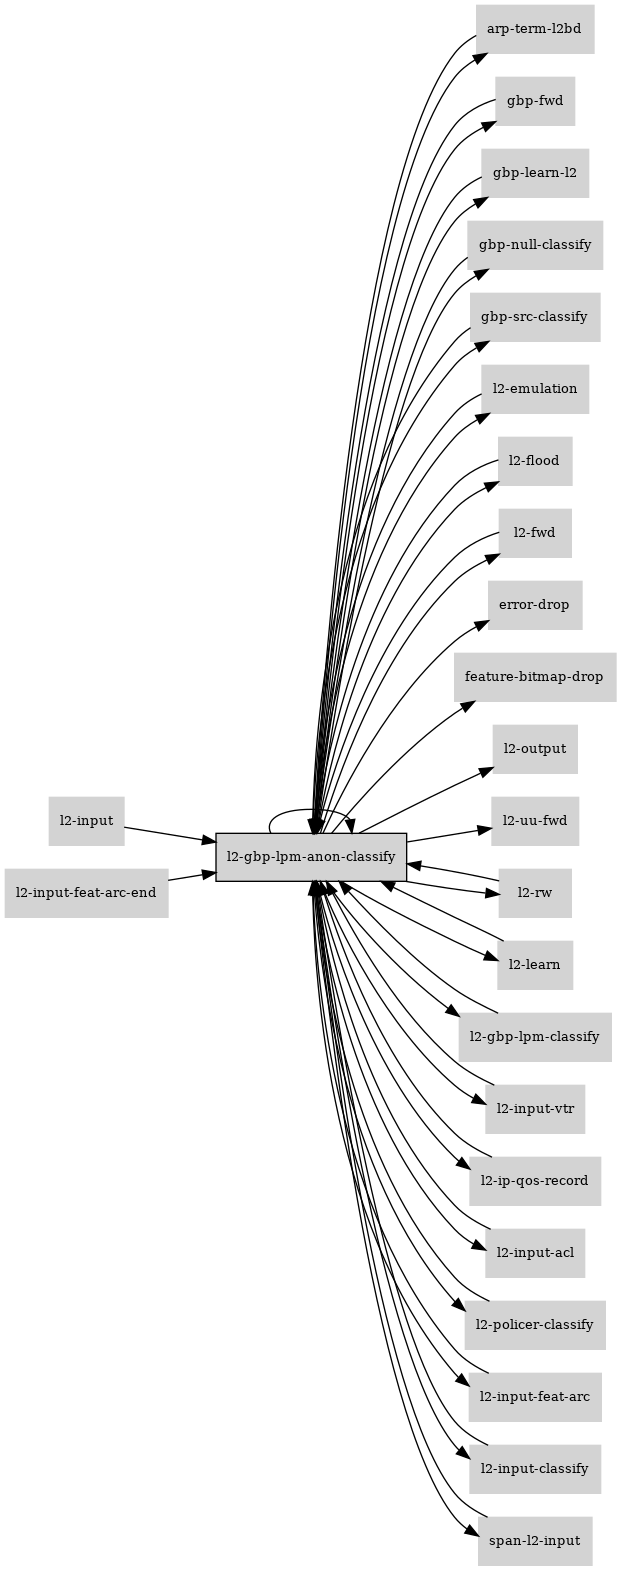 arp-term-l2bd
gbp-fwd
gbp-learn-l2
gbp-null-classify
gbp-src-classify
l2-emulation
l2-flood
l2-fwd
error-drop
feature-bitmap-drop
l2-output
l2-input
l2-uu-fwd
l2-gbp-lpm-anon-classify
l2-input-feat-arc-end
l2-rw
l2-learn
l2-gbp-lpm-classify
l2-input-vtr
l2-ip-qos-record
l2-input-acl
l2-policer-classify
l2-input-feat-arc
l2-input-classify
span-l2-input